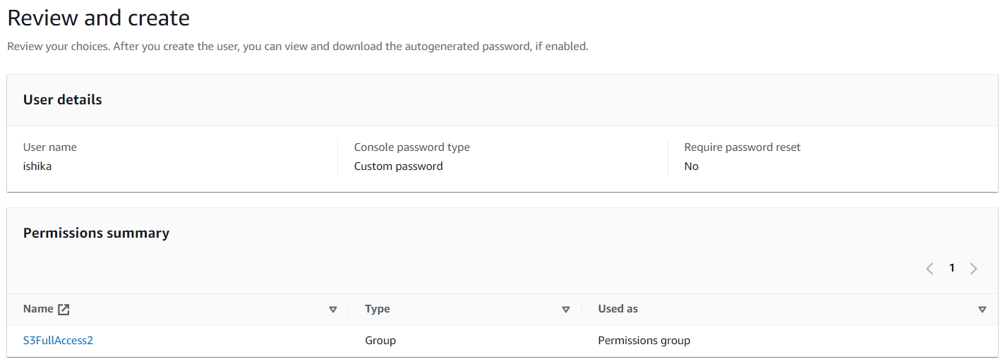 Review and create
Review your choices. After you create the user, you can view and download the autogenerated password, if enabled.
User details
User name
ishika
Console password type
Custom password
Require password reset
No
Permissions summary
1
Name Type Used as
S3FullAccess2 Group Permissions group